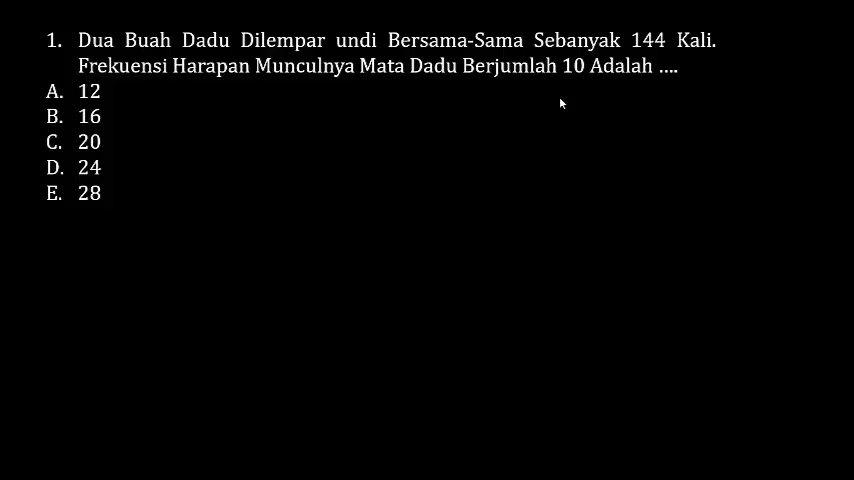 1. Dua Buah Dadu Dilempar undi Bersama-Sama Sebanyak 144 Kali.
Frekuensi Harapan Munculnya Mata Dadu Berjumlah 10 Adalah ....
A. 12
B. 16
C. 20
D. 24
E. 28